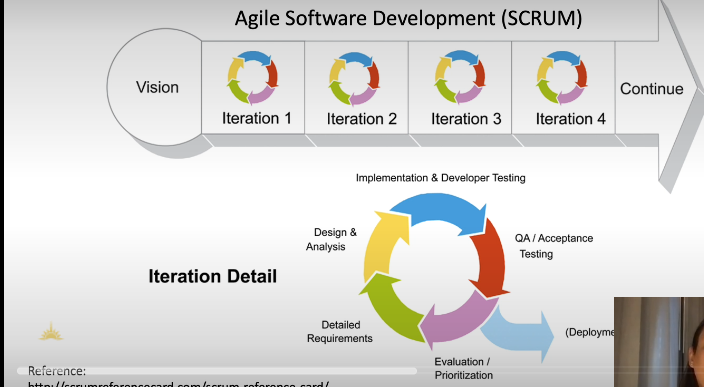 Agile Software Development (SCRUM)
Vision
Iteration 1
Iteration 2
Iteration 3
Iteration 4
Continue
Implementation & Developer Testing
Design &
Analysis
QA / Acceptance
Testing
Iteration Detail
Detailed
Requirements
Evaluation /
Prioritization
Reference:
http://scrumreferencecard.com/scrum-reference-card/